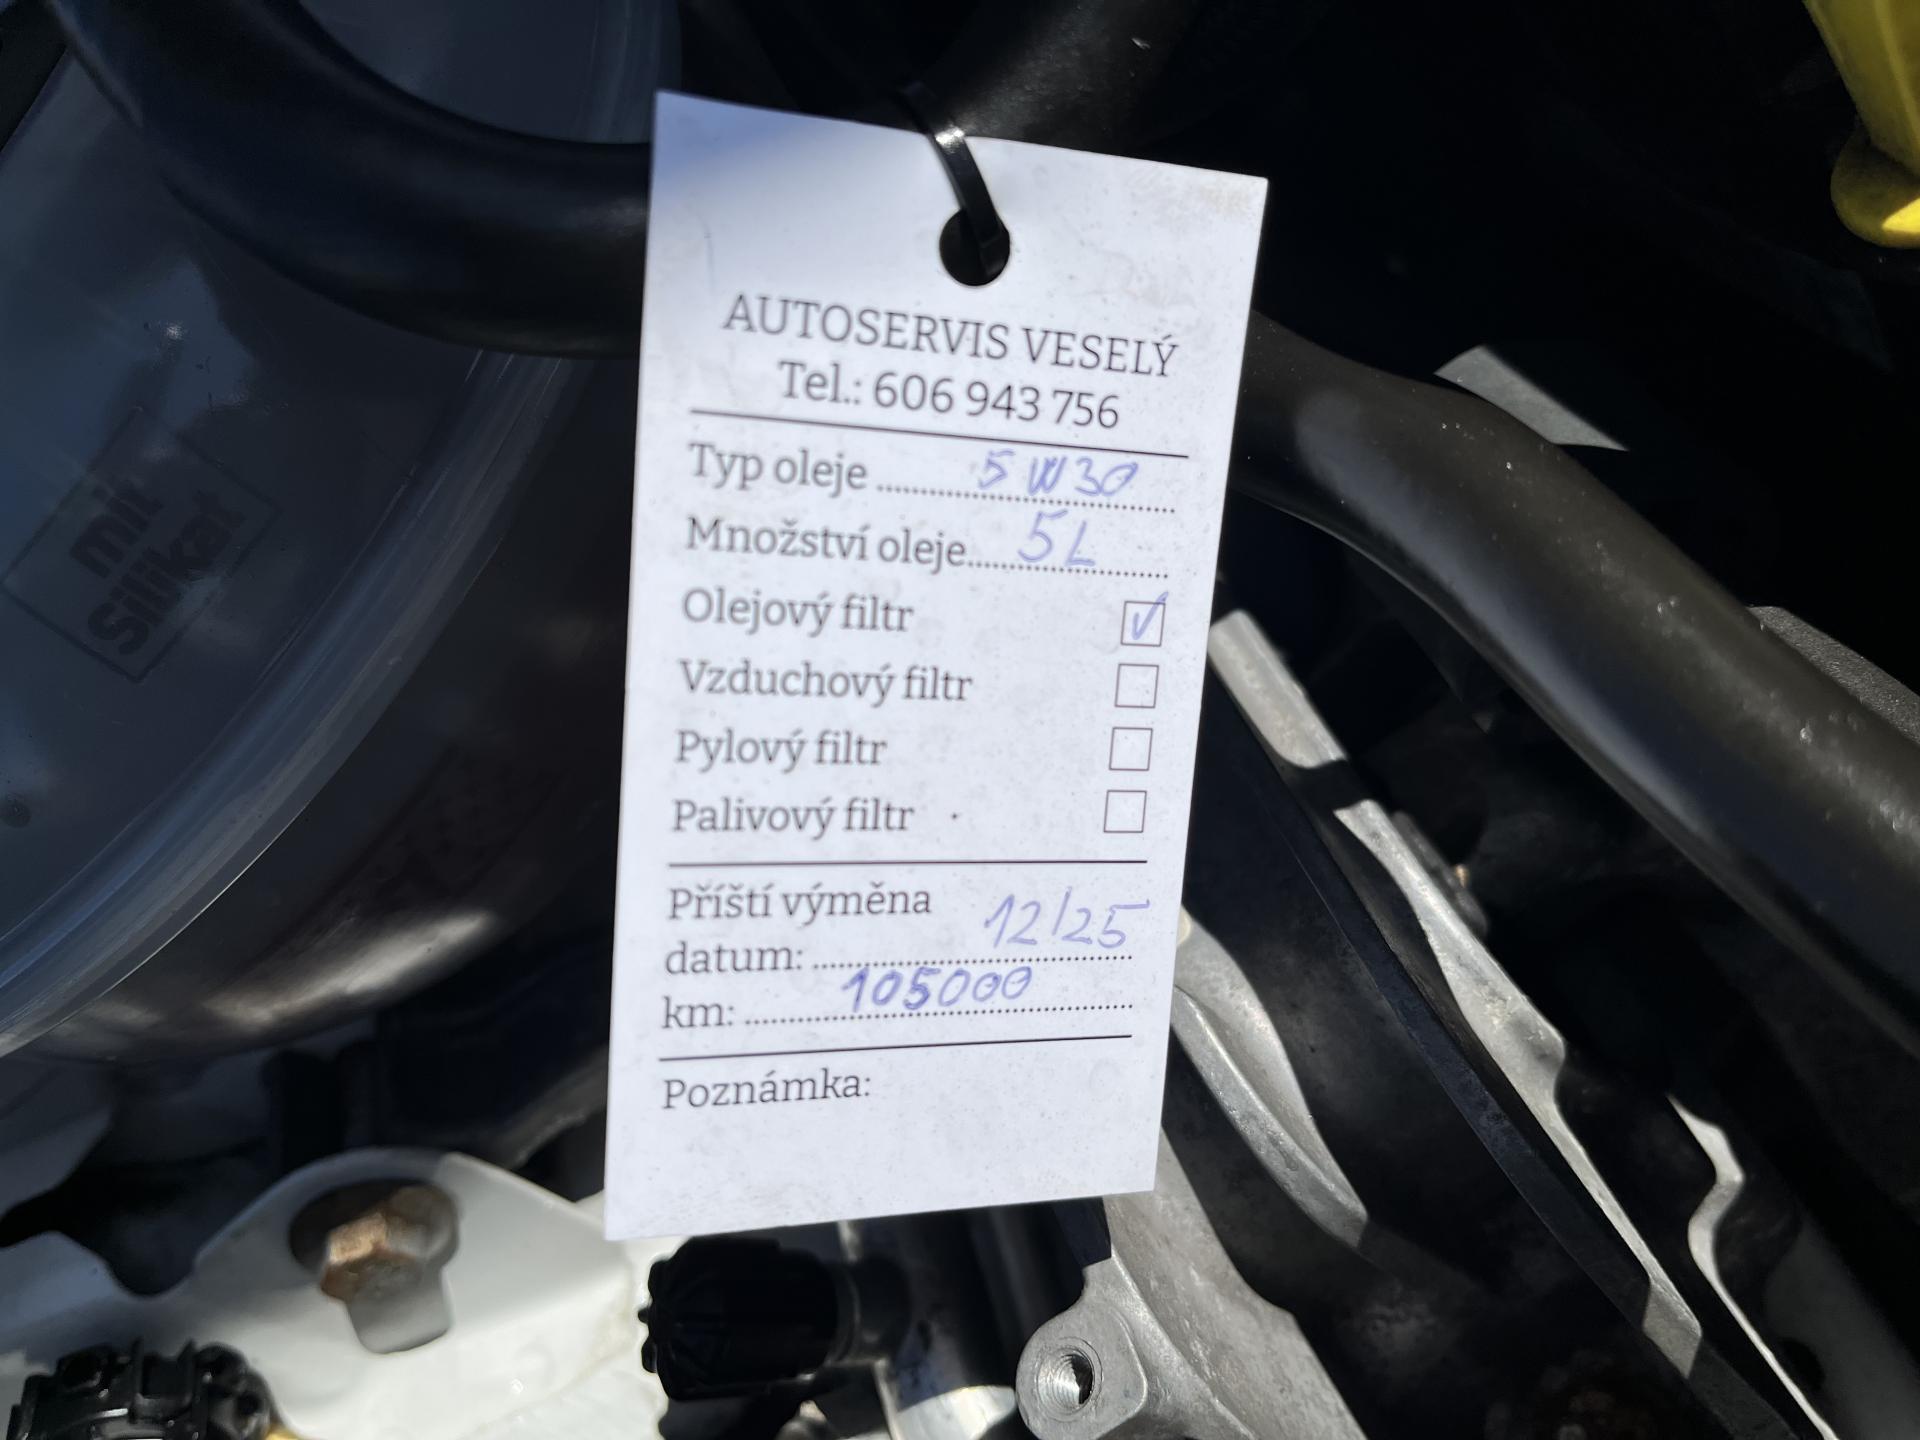 AUTOSERVIS VESELÝ
Tel.: 606 943 756
Typ oleje 5W30
Množství oleje 5L
Olejový filtr ✓
Vzduchový filtr
Pylový filtr
Palivový filtr
Příští výměna
datum: 12/25
km: 105000
Poznámka:
mit
Silikat